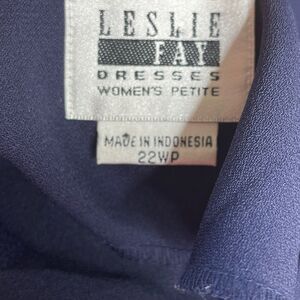 LESLIE
FAY
DRESSES
WOMEN'S PETITE
MADE IN INDONESIA
22WP